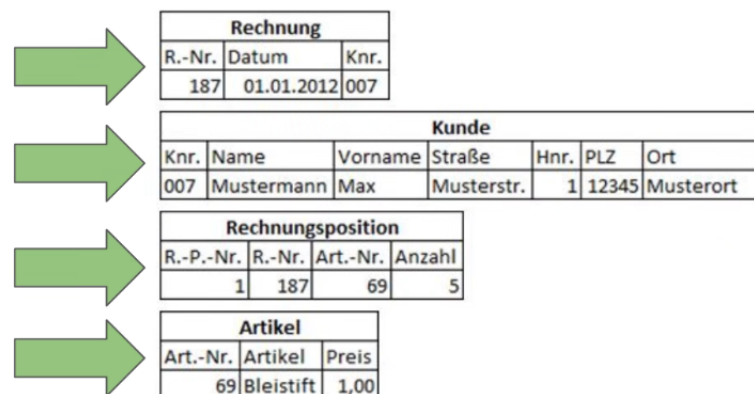 Rechnung
R.-Nr. Datum Knr.
187 01.01.2012 007
Kunde
Knr. Name Vorname Straße Hnr. PLZ Ort
007 Mustermann Max Musterstr. 1 12345 Musterort
Rechnungsposition
R.-P.-Nr. R.-Nr. Art.-Nr. Anzahl
1 187 69 5
Artikel
Art.-Nr. Artikel Preis
69 Bleistift 1,00